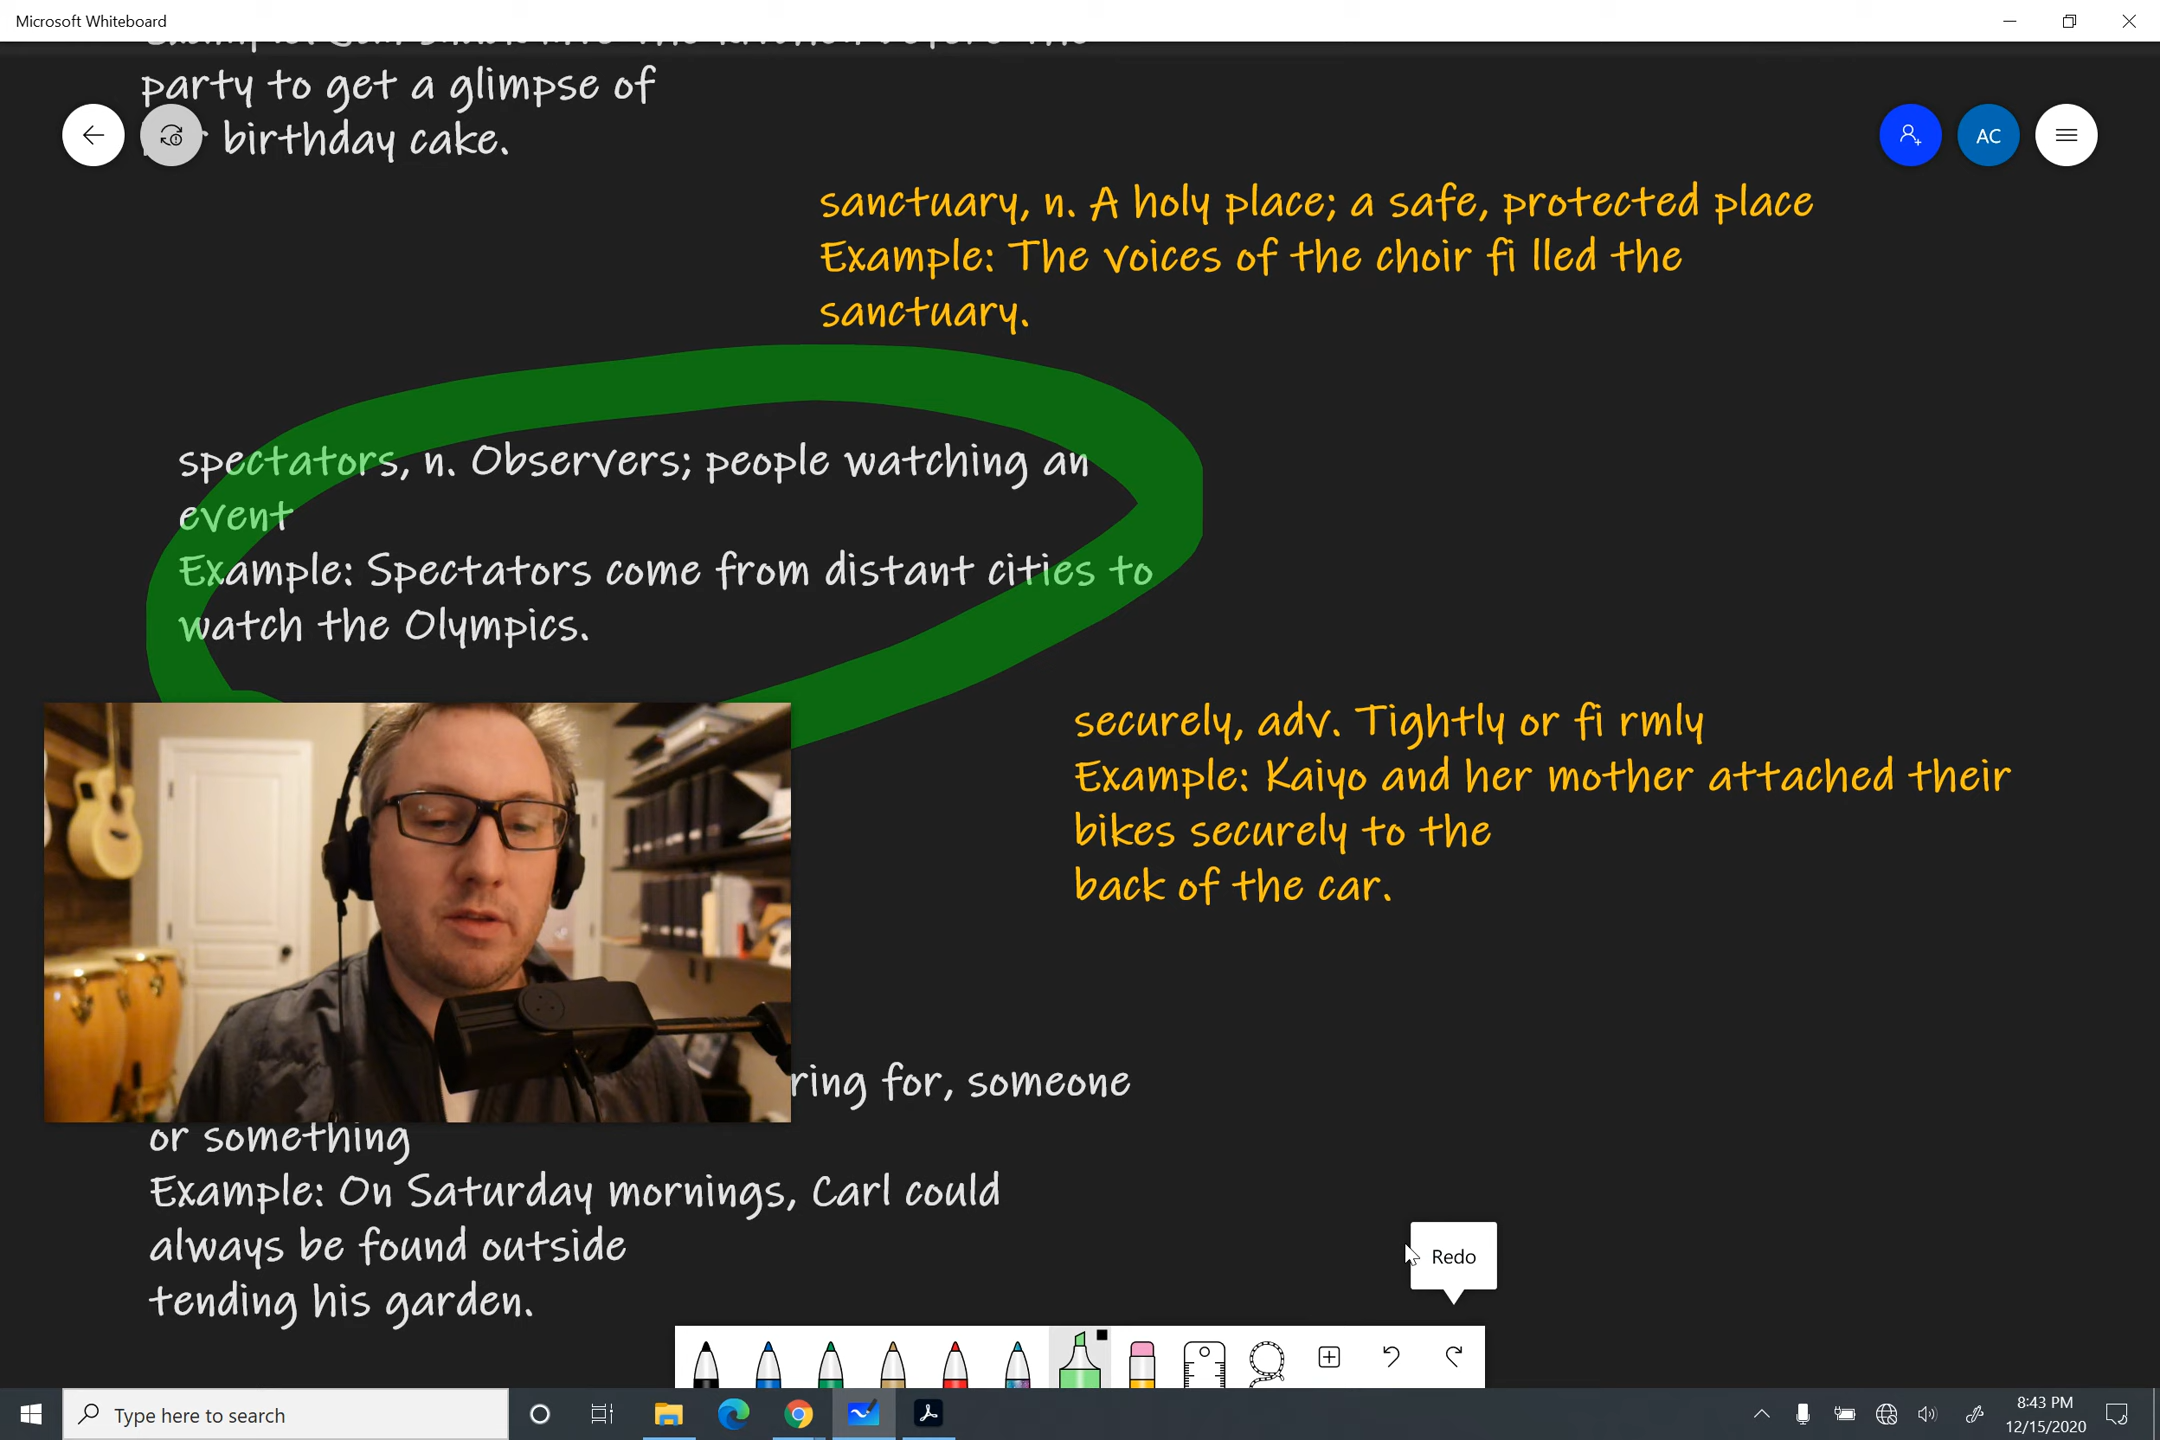 Microsoft Whiteboard
party to get a glimpse of
birthday cake.
AC
sanctuary, n. A holy place; a safe, protected place
Example: The voices of the choir fi lled the
sanctuary.
spectators, n. Observers; people watching an
event
Example: Spectators come from distant cities to
watch the Olympics.
securely, adv. Tightly or fi rmly
Example: Kaiyo and her mother attached their
bikes securely to the
back of the car.
for, someone
or something
Example: On Saturday mornings, Carl could
always be found outside
tending his garden.
Redo
Type here to search
8:43 PM
12/15/2020